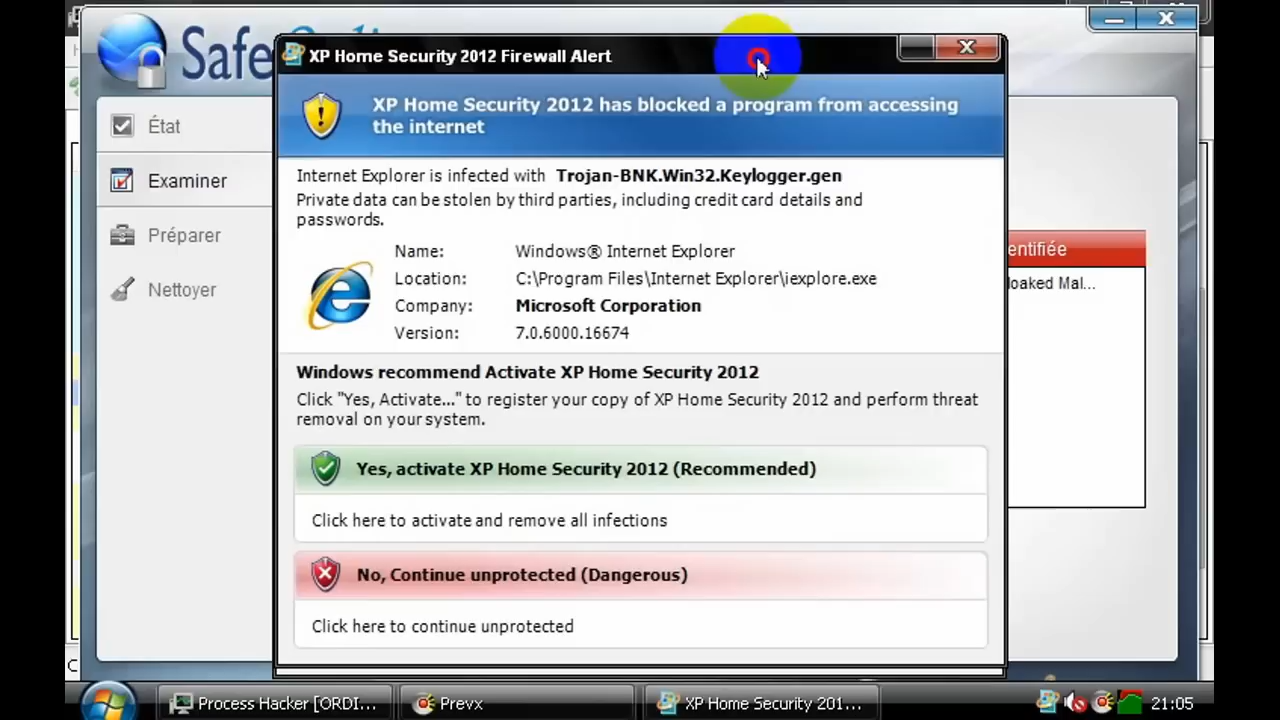 Safe
XP Home Security 2012 Firewall Alert
XP Home Security 2012 has blocked a program from accessing
the internet
État
Examiner
Préparer
Nettoyer
Internet Explorer is infected with Trojan-BNK.Win32.Keylogger.gen
Private data can be stolen by third parties, including credit card details and
passwords.
Name: Windows® Internet Explorer
Location: C:\Program Files\Internet Explorer\iexplore.exe
Company: Microsoft Corporation
Version: 7.0.6000.16674
entifiée
loaked Mal...
Windows recommend Activate XP Home Security 2012
Click "Yes, Activate..." to register your copy of XP Home Security 2012 and perform threat
removal on your system.
Yes, activate XP Home Security 2012 (Recommended)
Click here to activate and remove all infections
No, Continue unprotected (Dangerous)
Click here to continue unprotected
C
Process Hacker [ORDI...
Prevx
XP Home Security 201...
21:05